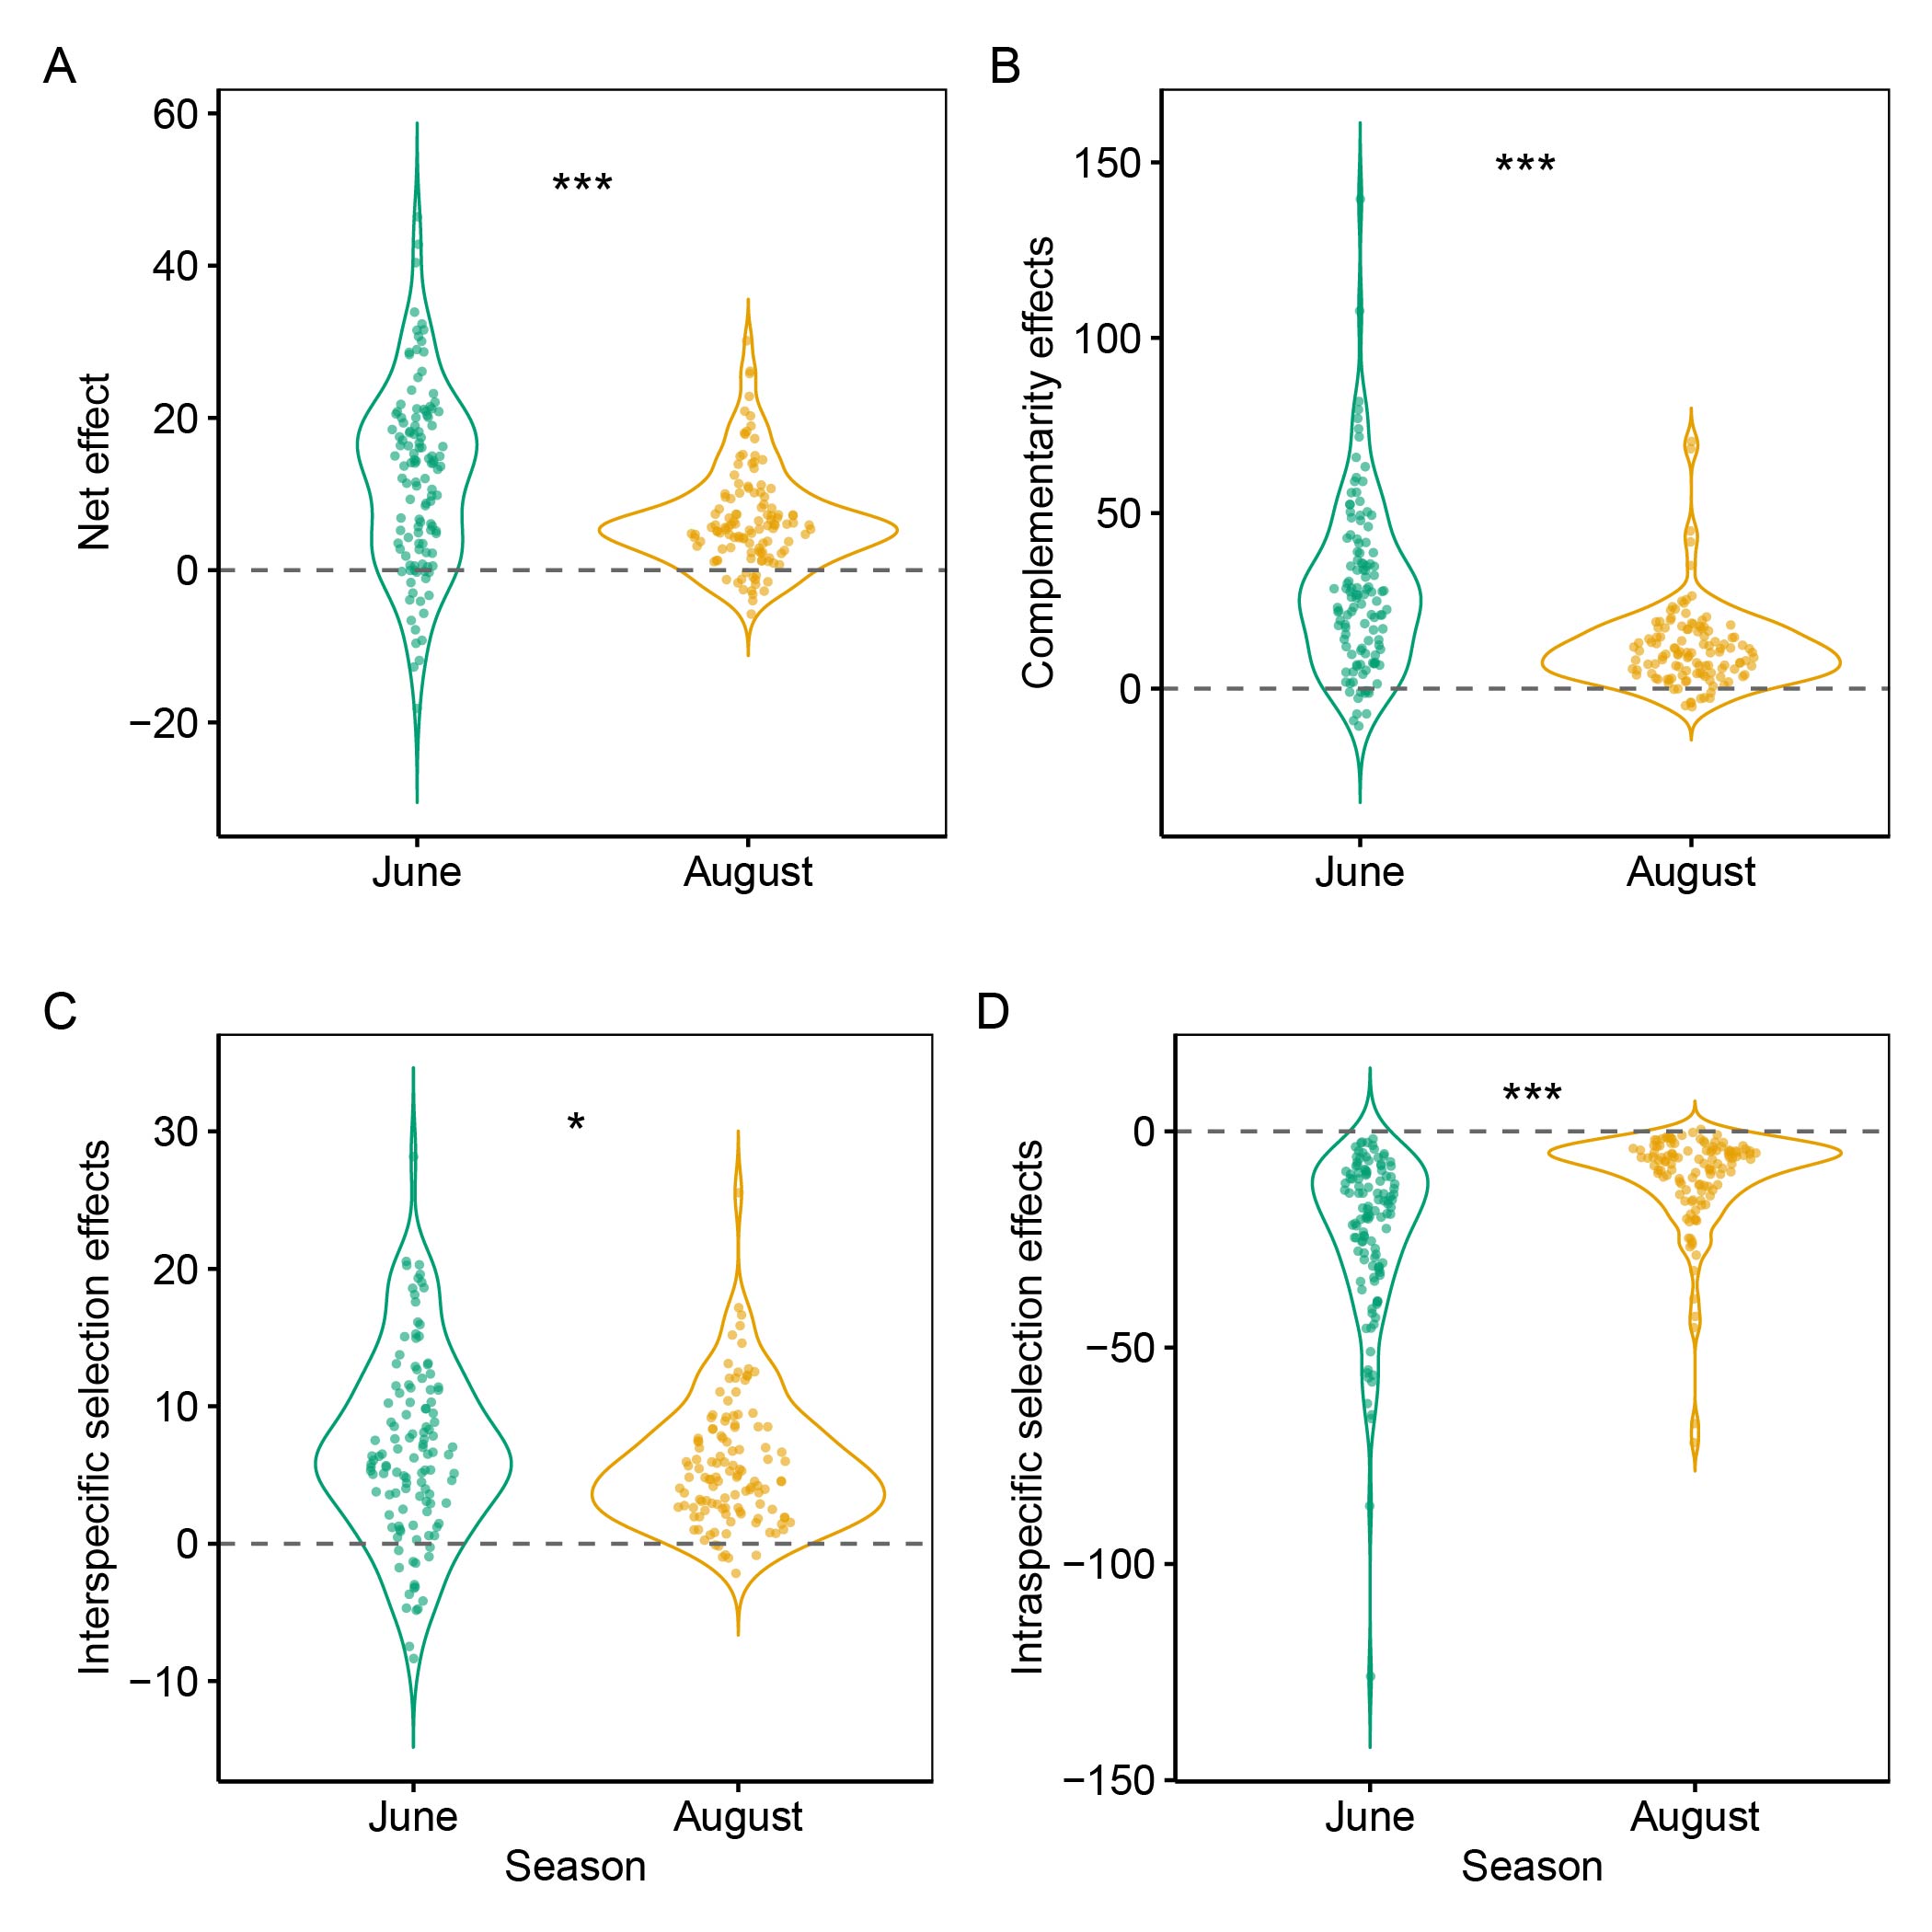 A
Net effect
60
40
20
0
−20
***
June
August
B
Complementarity effects
150
100
50
0
***
June
August
C
Interspecific selection effects
30
20
10
0
−10
*
June
August
Season
D
Intraspecific selection effects
0
−50
−100
−150
***
June
August
Season